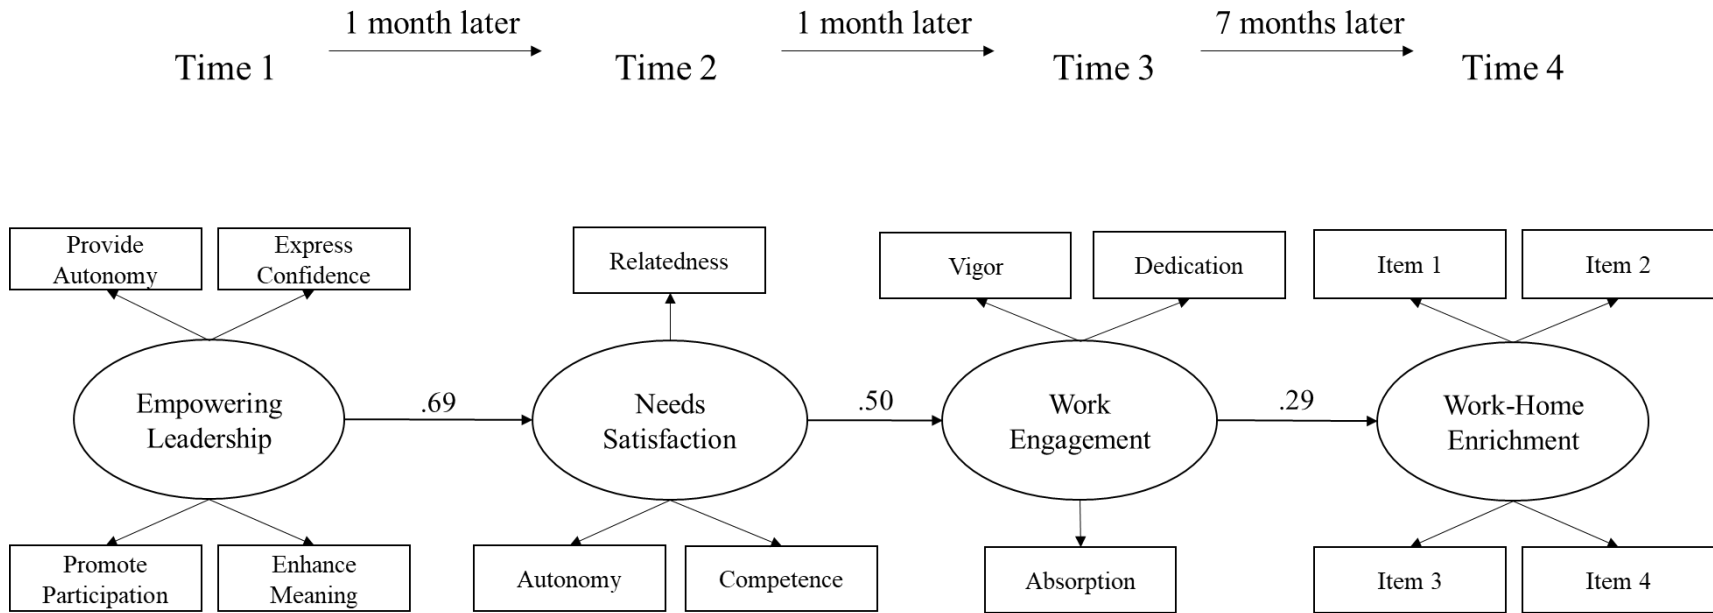 1 month later
1 month later
7 months later
Time 1
Time 2
Time 3
Time 4
Provide
Autonomy
Express
Confidence
Relatedness
Vigor
Dedication
Item 1
Item 2
Empowering
Leadership
.69
Needs
Satisfaction
.50
Work
Engagement
.29
Work-Home
Enrichment
Promote
Participation
Enhance
Meaning
Autonomy
Competence
Absorption
Item 3
Item 4